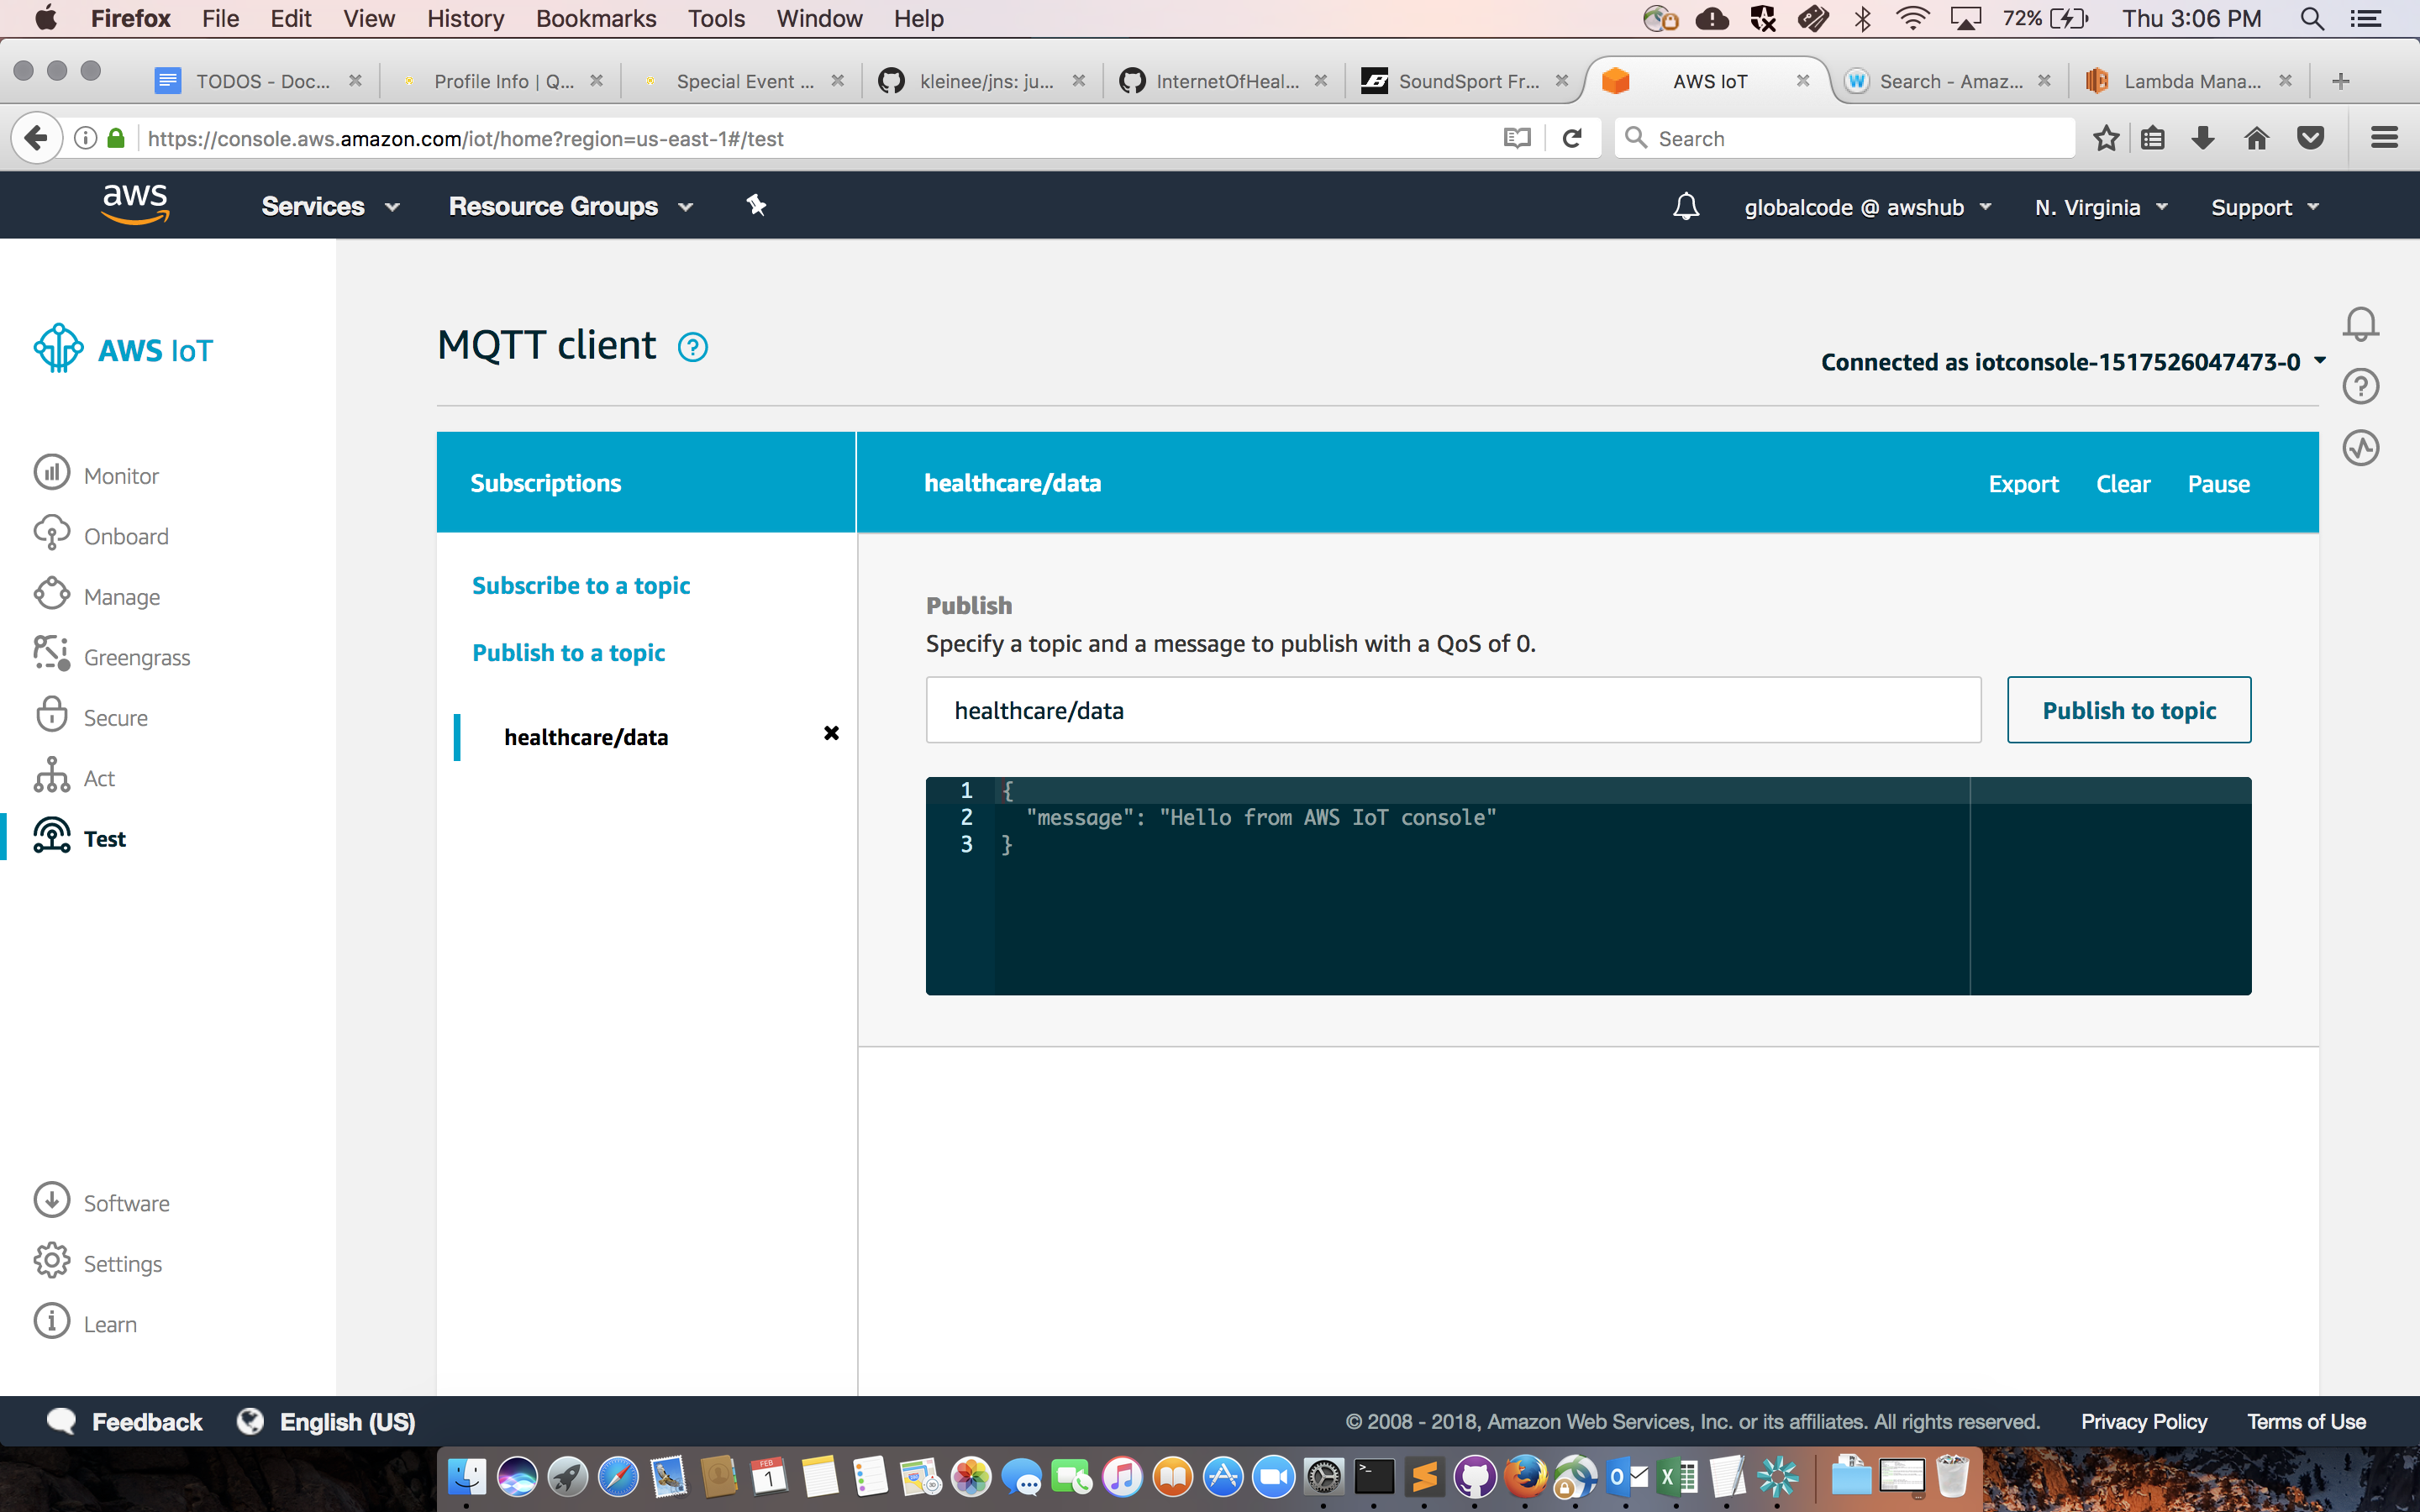 Firefox File Edit View History Bookmarks Tools Window Help 72% Thu 3:06 PM
TODOS - Doc... Profile Info | Q... Special Event ... kleinee/jns: ju... InternetOfHeal... SoundSport Fr... AWS IoT Search - Amaz... Lambda Mana...
https://console.aws.amazon.com/iot/home?region=us-east-1#/test Search
aws Services Resource Groups globalcode @ awshub N. Virginia Support
AWS IoT
MQTT client
Connected as iotconsole-1517526047473-0
Monitor
Onboard
Manage
Greengrass
Secure
Act
Test
Software
Settings
Learn
Subscriptions
Subscribe to a topic
Publish to a topic
healthcare/data
healthcare/data Export Clear Pause
Publish
Specify a topic and a message to publish with a QoS of 0.
healthcare/data Publish to topic
1 {
2 "message": "Hello from AWS IoT console"
3 }
Feedback English (US) © 2008 - 2018, Amazon Web Services, Inc. or its affiliates. All rights reserved. Privacy Policy Terms of Use
FEB
1